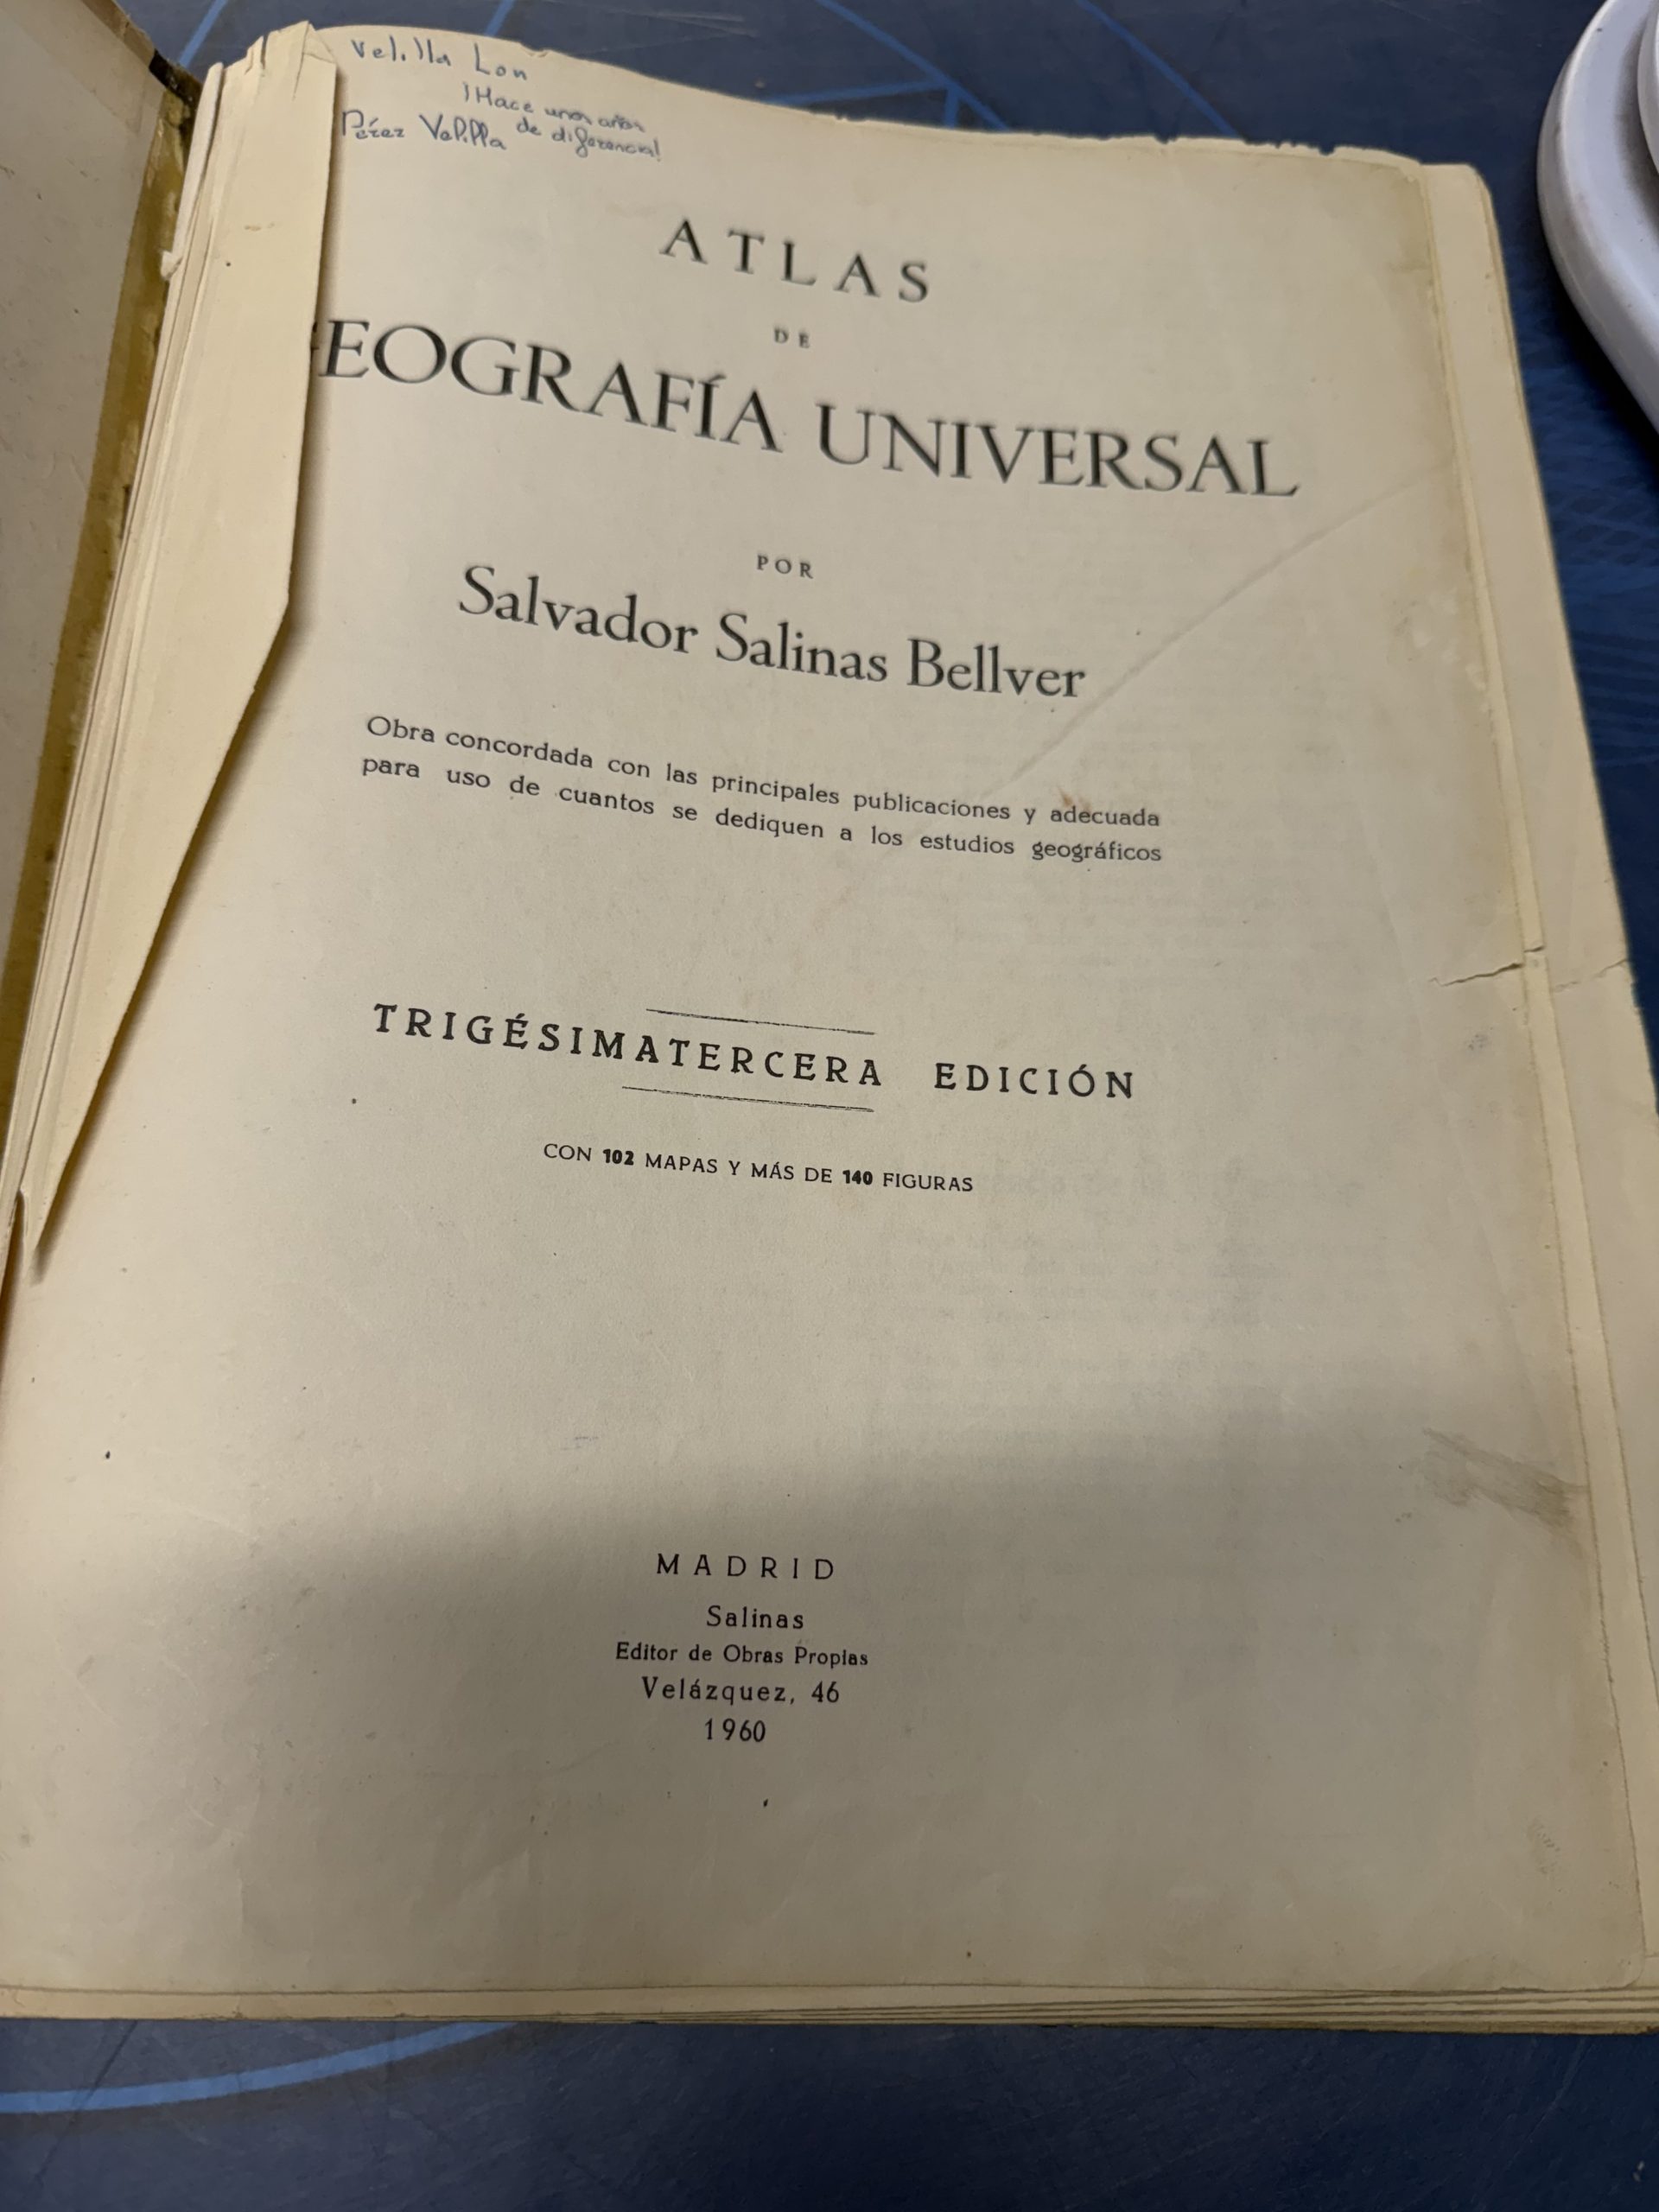 Velilla Lon
¡Hace unos años
de diferencia!
Pérez Velilla
ATLAS
DE
EOGRAFÍA UNIVERSAL
POR
Salvador Salinas Bellver
Obra concordada con las principales publicaciones y adecuada
para uso de cuantos se dediquen a los estudios geográficos
TRIGÉSIMATERCERA EDICIÓN
CON 102 MAPAS Y MÁS DE 140 FIGURAS
MADRID
Salinas
Editor de Obras Propias
Velázquez, 46
1960